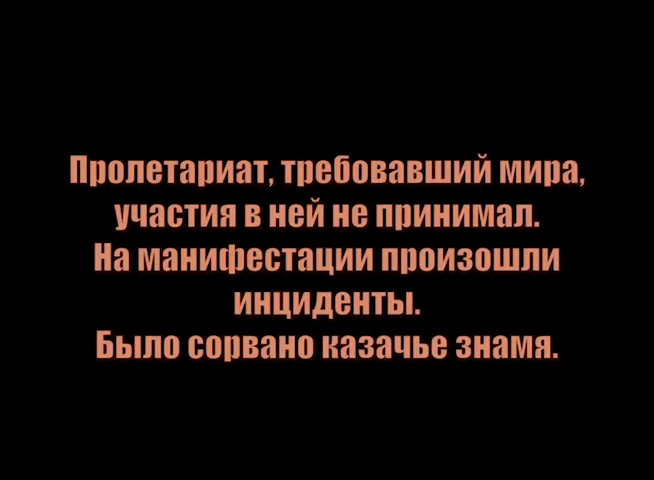 Пролетариат, требовавший мира,
участия в ней не принимал.
На манифестации произошли
инциденты.
Было сорвано казачье знамя.